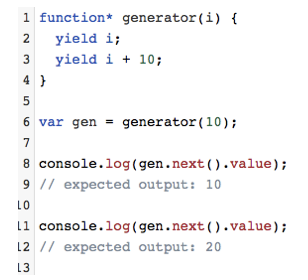 1 function* generator(i) {
2   yield i;
3   yield i + 10;
4 }
5
6 var gen = generator(10);
7
8 console.log(gen.next().value);
9 // expected output: 10
10
11 console.log(gen.next().value);
12 // expected output: 20
13